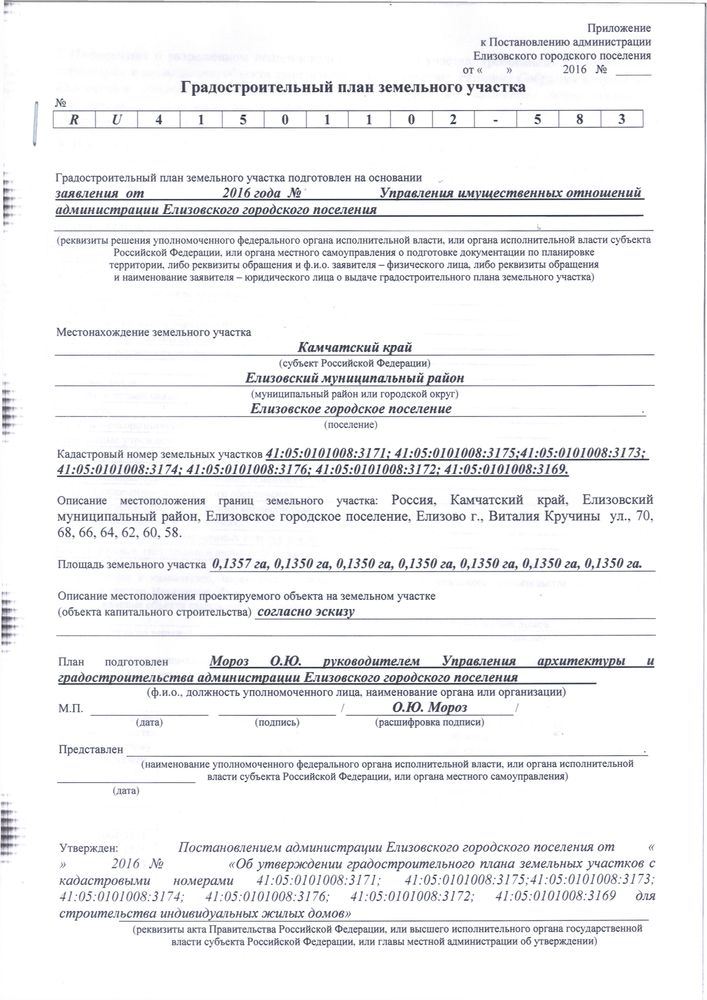 Приложение
к Постановлению администрации
Елизовского городского поселения
от « » 2016 № ______
Градостроительный план земельного участка
№
R U 4 1 5 0 1 1 0 2 - 5 8 3
Градостроительный план земельного участка подготовлен на основании
заявления от 2016 года № Управления имущественных отношений
администрации Елизовского городского поселения
(реквизиты решения уполномоченного федерального органа исполнительной власти, или органа исполнительной власти субъекта
Российской Федерации, или органа местного самоуправления о подготовке документации по планировке
территории, либо реквизиты обращения и ф.и.о. заявителя – физического лица, либо реквизиты обращения
и наименование заявителя – юридического лица о выдаче градостроительного плана земельного участка)
Местонахождение земельного участка
Камчатский край
(субъект Российской Федерации)
Елизовский муниципальный район
(муниципальный район или городской округ)
Елизовское городское поселение .
(поселение)
Кадастровый номер земельных участков 41:05:0101008:3171; 41:05:0101008:3175;41:05:0101008:3173;
41:05:0101008:3174; 41:05:0101008:3176; 41:05:0101008:3172; 41:05:0101008:3169.
Описание местоположения границ земельного участка: Россия, Камчатский край, Елизовский
муниципальный район, Елизовское городское поселение, Елизово г., Виталия Кручины ул., 70,
68, 66, 64, 62, 60, 58.
Площадь земельного участка 0,1357 га, 0,1350 га, 0,1350 га, 0,1350 га, 0,1350 га, 0,1350 га, 0,1350 га.
Описание местоположения проектируемого объекта на земельном участке
(объекта капитального строительства) согласно эскизу
План подготовлен Мороз О.Ю. руководителем Управления архитектуры и
градостроительства администрации Елизовского городского поселения
(ф.и.о., должность уполномоченного лица, наименование органа или организации)
М.П. / О.Ю. Мороз /
(дата) (подпись) (расшифровка подписи)
Представлен .
(наименование уполномоченного федерального органа исполнительной власти, или органа исполнительной
власти субъекта Российской Федерации, или органа местного самоуправления)
(дата)
Утвержден: Постановлением администрации Елизовского городского поселения от «
» 2016 № «Об утверждении градостроительного плана земельных участков с
кадастровыми номерами 41:05:0101008:3171; 41:05:0101008:3175;41:05:0101008:3173;
41:05:0101008:3174; 41:05:0101008:3176; 41:05:0101008:3172; 41:05:0101008:3169 для
строительства индивидуальных жилых домов»
(реквизиты акта Правительства Российской Федерации, или высшего исполнительного органа государственной
власти субъекта Российской Федерации, или главы местной администрации об утверждении)